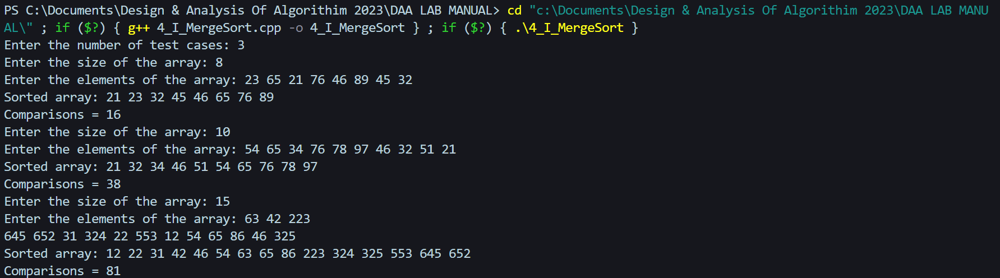 PS C:\Documents\Design & Analysis Of Algorithim 2023\DAA LAB MANUAL> cd "c:\Documents\Design & Analysis Of Algorithim 2023\DAA LAB MANU
AL\" ; if ($?) { g++ 4_I_MergeSort.cpp -o 4_I_MergeSort } ; if ($?) { .\4_I_MergeSort }
Enter the number of test cases: 3
Enter the size of the array: 8
Enter the elements of the array: 23 65 21 76 46 89 45 32
Sorted array: 21 23 32 45 46 65 76 89
Comparisons = 16
Enter the size of the array: 10
Enter the elements of the array: 54 65 34 76 78 97 46 32 51 21
Sorted array: 21 32 34 46 51 54 65 76 78 97
Comparisons = 38
Enter the size of the array: 15
Enter the elements of the array: 63 42 223
645 652 31 324 22 553 12 54 65 86 46 325
Sorted array: 12 22 31 42 46 54 63 65 86 223 324 325 553 645 652
Comparisons = 81